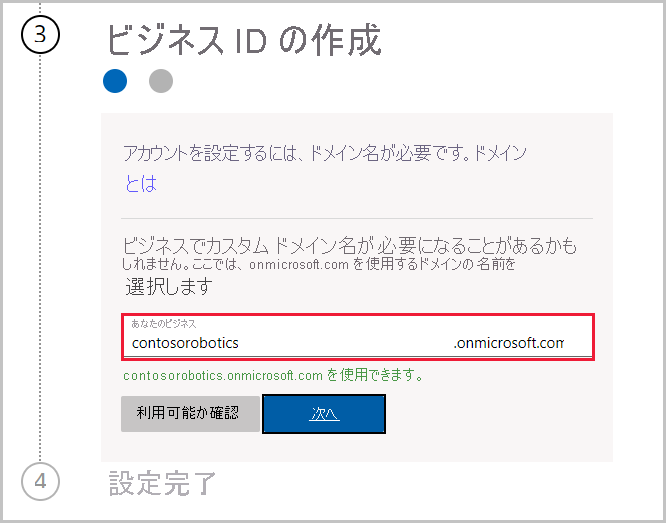 3
ビジネス ID の作成
アカウントを設定するには、ドメイン名が必要です。ドメイン
とは
ビジネスでカスタム ドメイン名が 必要になることがあるかも
しれません。ここでは、onmicrosoft.com を使用するドメインの 名前を
選択します
あなたのビジネス
contosorobotics .onmicrosoft.com
contosorobotics.onmicrosoft.com を使用できます。
利用可能か確認 次へ
4
設定完了